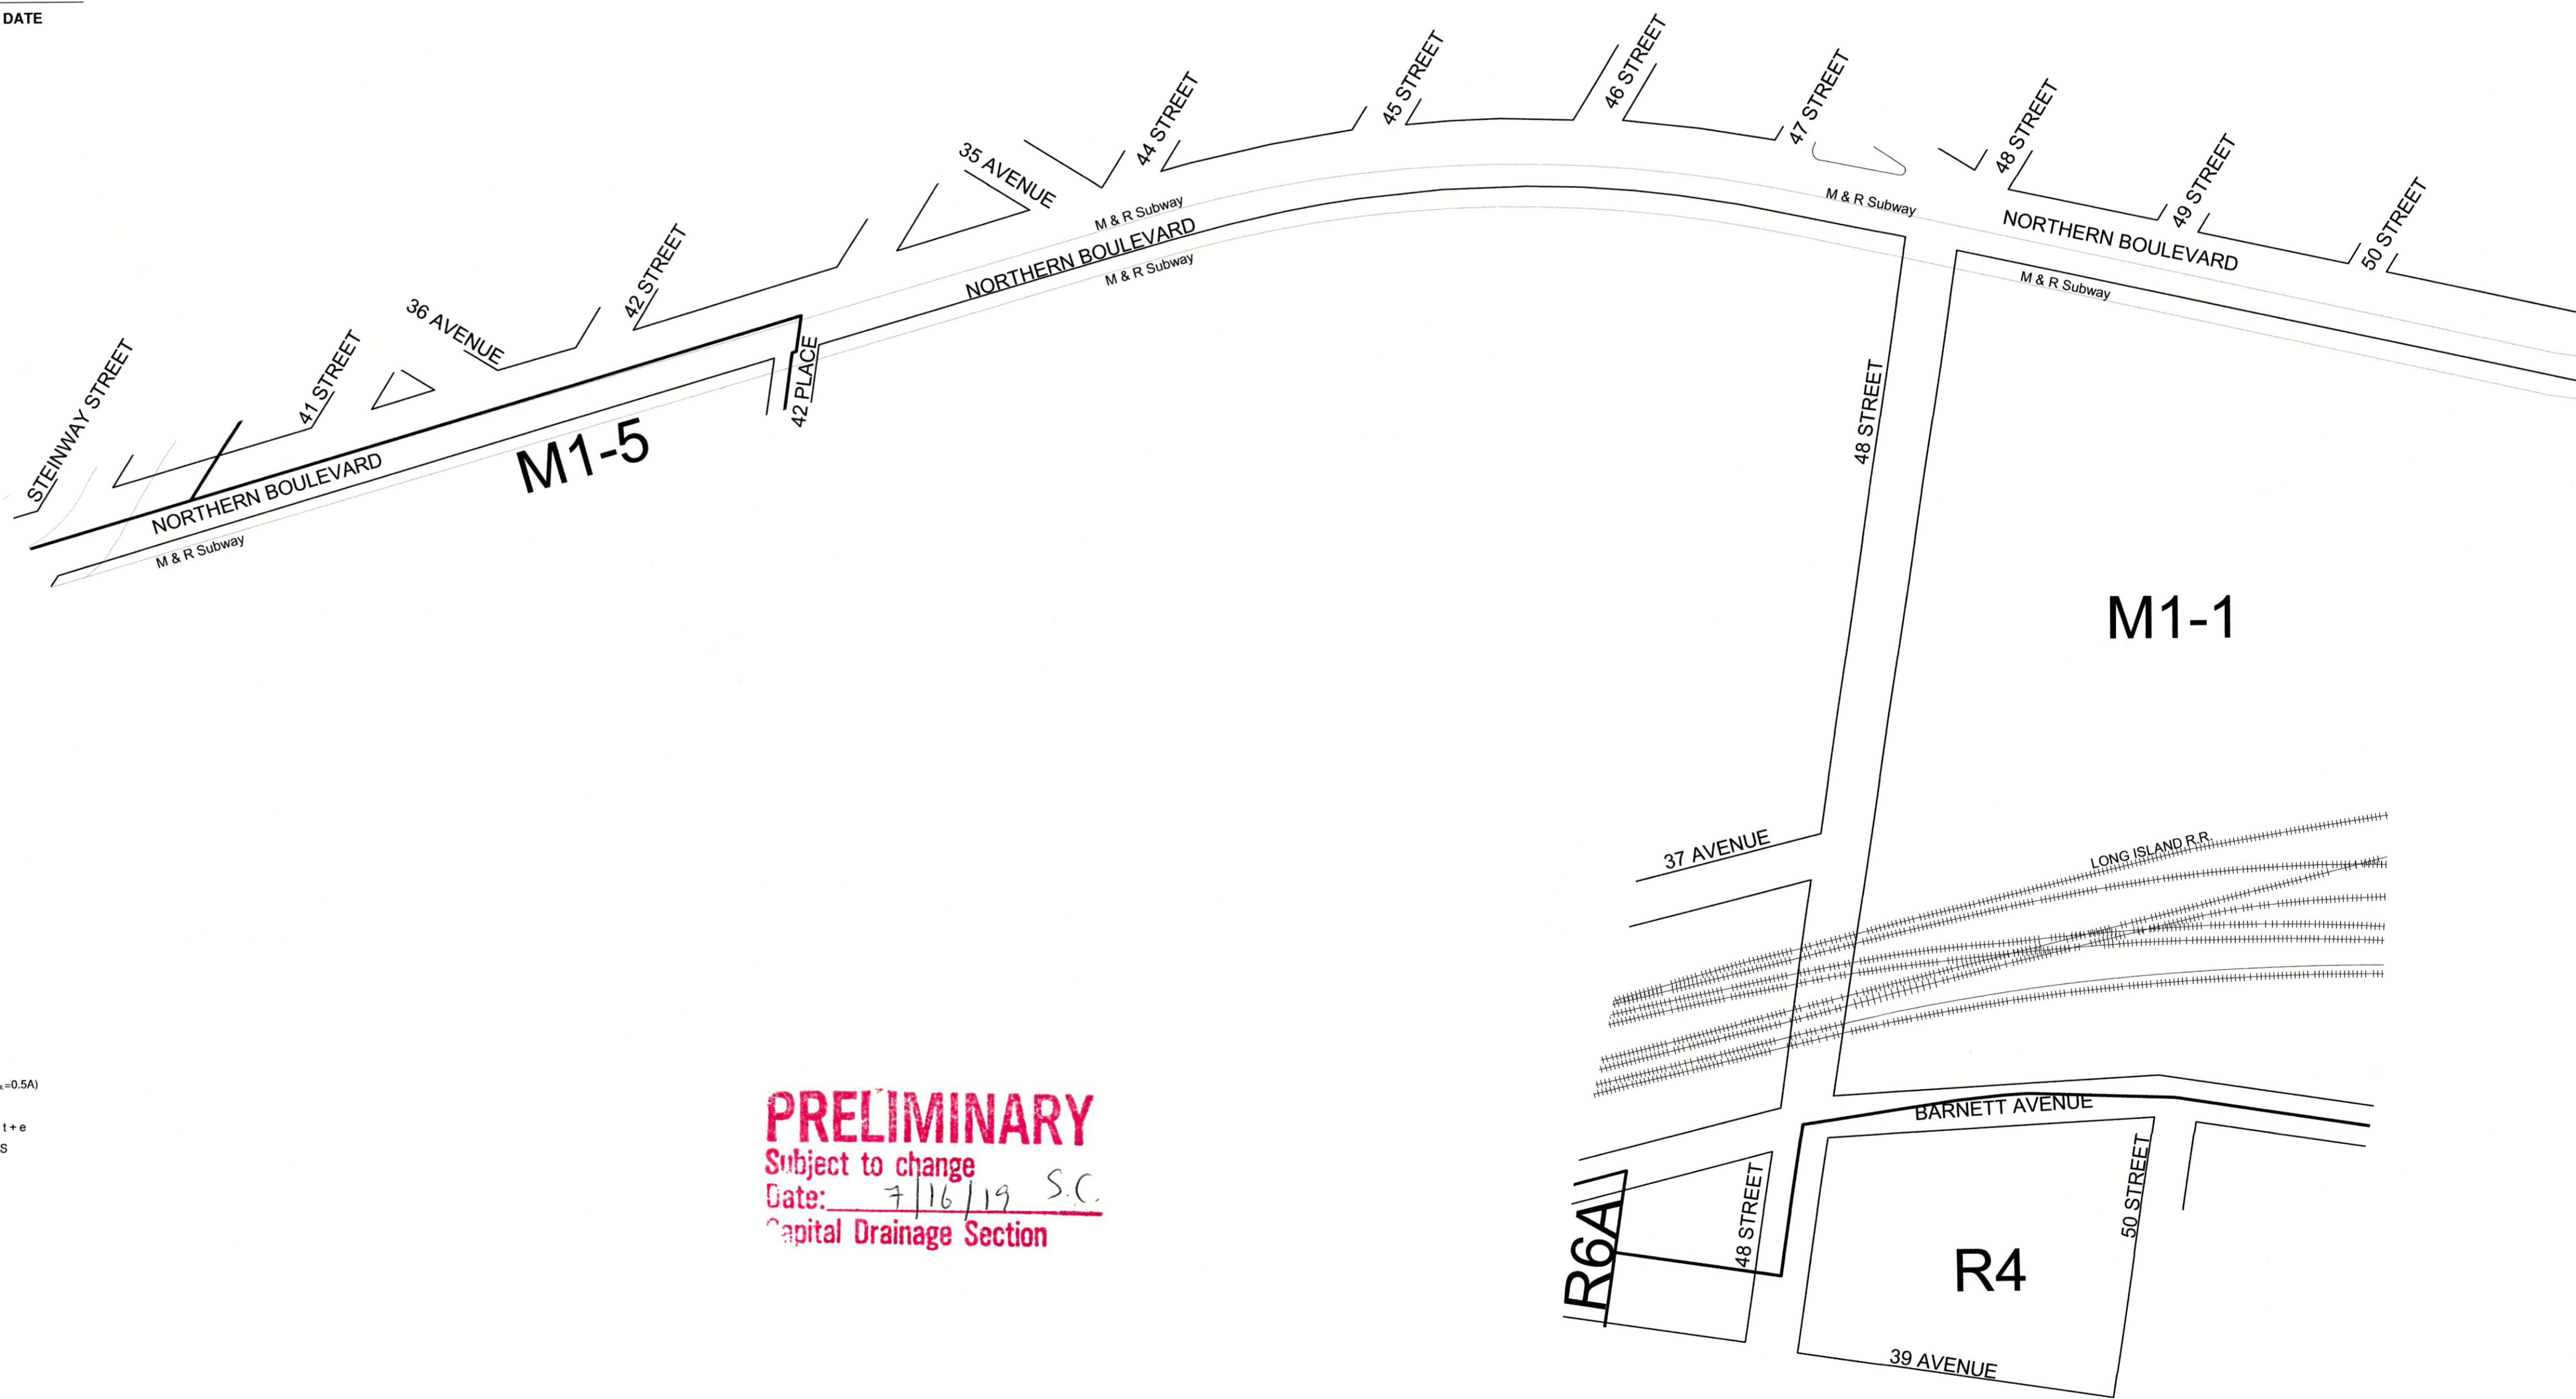 DATE
46 STREET
45 STREET
47 STREET
44 STREET
48 STREET
49 STREET
35 AVENUE
50 STREET
M & R Subway
M & R Subway
NORTHERN BOULEVARD
NORTHERN BOULEVARD
M & R Subway
M & R Subway
42 STREET
36 AVENUE
41 STREET
STEINWAY STREET
42 PLACE
48 STREET
M1-5
NORTHERN BOULEVARD
M & R Subway
M1-1
37 AVENUE
LONG ISLAND R.R.
=0.5A)
t + e
S
PRELIMINARY
Subject to change
Date: 7/16/19 S.C.
Capital Drainage Section
BARNETT AVENUE
48 STREET
50 STREET
R6A
R4
39 AVENUE